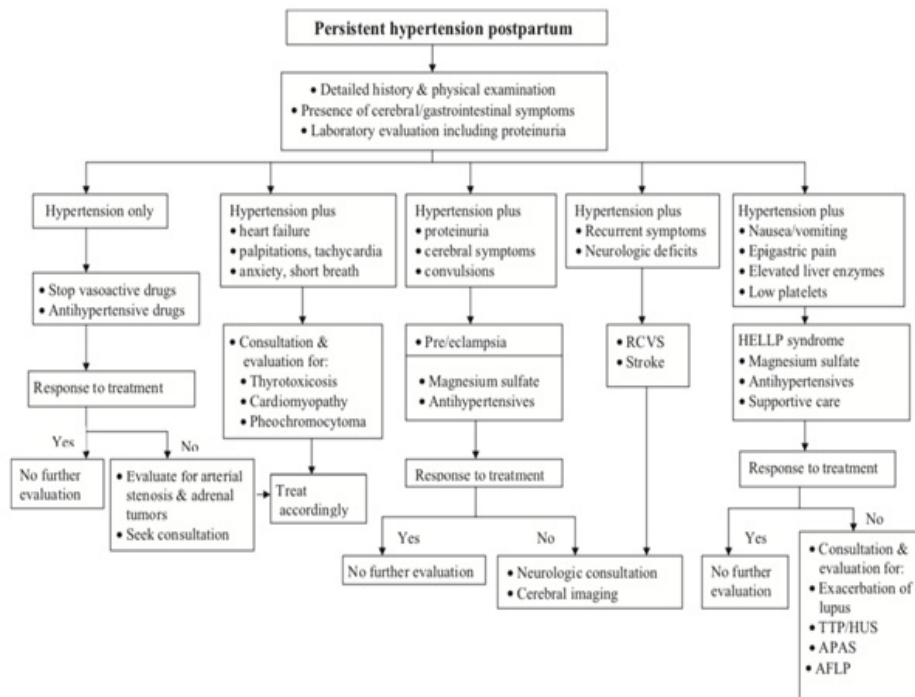 Persistent hypertension postpartum
• Detailed history & physical examination
• Presence of cerebral/gastrointestinal symptoms
• Laboratory evaluation including proteinuria
Hypertension only
Hypertension plus
• heart failure
• palpitations, tachycardia
• anxiety, short breath
Hypertension plus
• proteinuria
• cerebral symptoms
• convulsions
Hypertension plus
• Recurrent symptoms
• Neurologic deficits
Hypertension plus
• Nausea/vomiting
• Epigastric pain
• Elevated liver enzymes
• Low platelets
• Stop vasoactive drugs
• Antihypertensive drugs
• Consultation &
evaluation for:
• Thyrotoxicosis
• Cardiomyopathy
• Pheochromocytoma
• Pre/eclampsia
• Magnesium sulfate
• Antihypertensives
• RCVS
• Stroke
HELLP syndrome
• Magnesium sulfate
• Antihypertensives
• Supportive care
Response to treatment
Yes
No
No further
evaluation
• Evaluate for arterial
stenosis & adrenal
tumors
• Seek consultation
Treat
accordingly
Response to treatment
Yes
No
No further evaluation
• Neurologic consultation
• Cerebral imaging
Response to treatment
Yes
No
No further
evaluation
• Consultation &
evaluation for:
• Exacerbation of
lupus
• TTP/HUS
• APAS
• AFLP